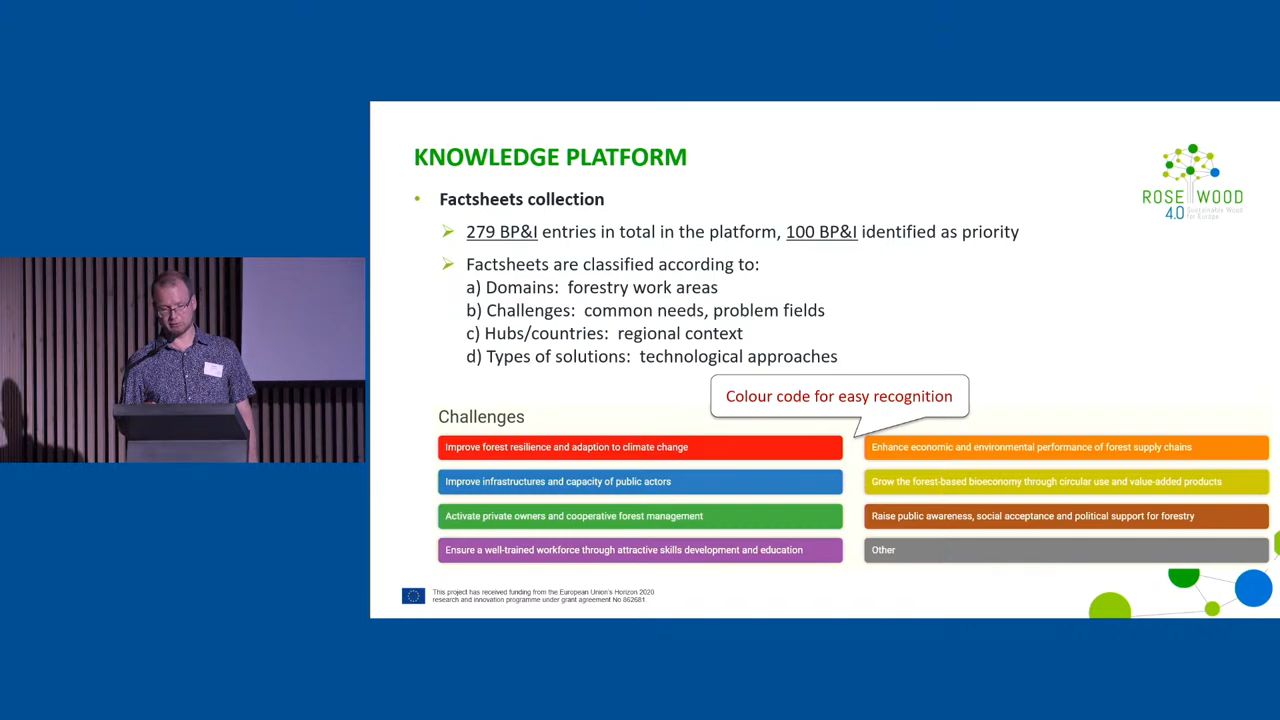 KNOWLEDGE PLATFORM
ROSEWOOD
4.0 Sustainable Wood
for Europe
• Factsheets collection
279 BP&I entries in total in the platform, 100 BP&I identified as priority
Factsheets are classified according to:
a) Domains: forestry work areas
b) Challenges: common needs, problem fields
c) Hubs/countries: regional context
d) Types of solutions: technological approaches
Colour code for easy recognition
Challenges
Improve forest resilience and adaption to climate change
Enhance economic and environmental performance of forest supply chains
Improve infrastructures and capacity of public actors
Grow the forest-based bioeconomy through circular use and value-added products
Activate private owners and cooperative forest management
Raise public awareness, social acceptance and political support for forestry
Ensure a well-trained workforce through attractive skills development and education
Other
This project has received funding from the European Union's Horizon 2020
research and innovation programme under grant agreement No 862681.